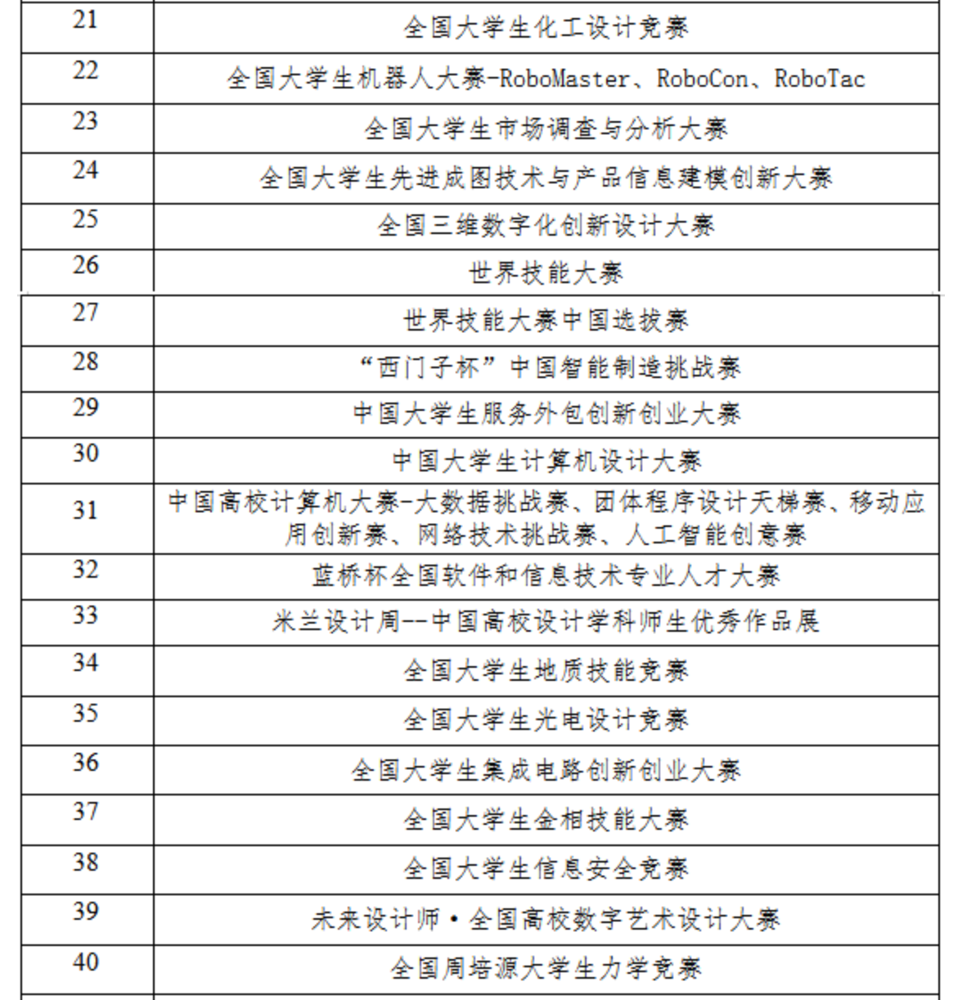 21 全国大学生化工设计竞赛
22 全国大学生机器人大赛-RoboMaster、RoboCon、RoboTac
23 全国大学生市场调查与分析大赛
24 全国大学生先进成图技术与产品信息建模创新大赛
25 全国三维数字化创新设计大赛
26 世界技能大赛
27 世界技能大赛中国选拔赛
28 “西门子杯”中国智能制造挑战赛
29 中国大学生服务外包创新创业大赛
30 中国大学生计算机设计大赛
31 中国高校计算机大赛-大数据挑战赛、团体程序设计天梯赛、移动应
用创新赛、网络技术挑战赛、人工智能创意赛
32 蓝桥杯全国软件和信息技术专业人才大赛
33 米兰设计周--中国高校设计学科师生优秀作品展
34 全国大学生地质技能竞赛
35 全国大学生光电设计竞赛
36 全国大学生集成电路创新创业大赛
37 全国大学生金相技能大赛
38 全国大学生信息安全竞赛
39 未来设计师·全国高校数字艺术设计大赛
40 全国周培源大学生力学竞赛